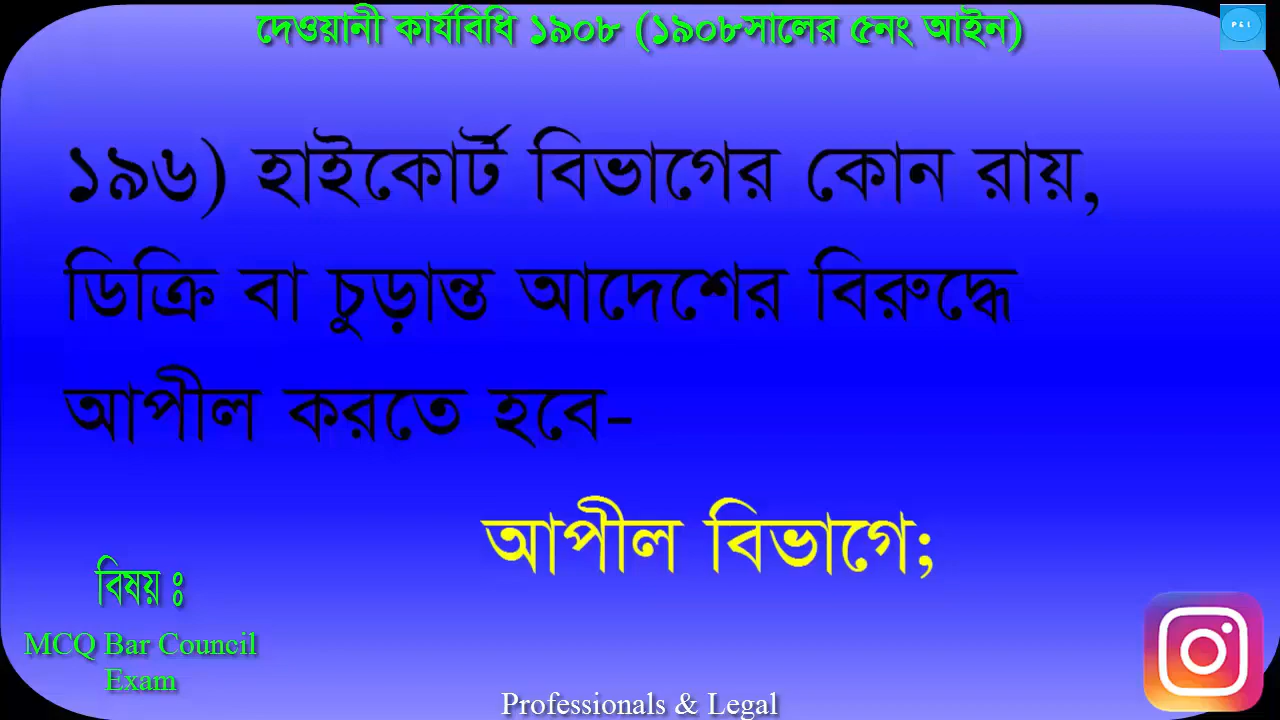 দেওয়ানী কার্যবিধি ১৯০৮ (১৯০৮সালের ৫নং আইন)
P & L
১৯৬) হাইকোর্ট বিভাগের কোন রায়,
ডিক্রি বা চুড়ান্ত আদেশের বিরুদ্ধে
আপীল করতে হবে-
আপীল বিভাগে;
বিষয় ঃ
MCQ Bar Council
Exam
Professionals & Legal